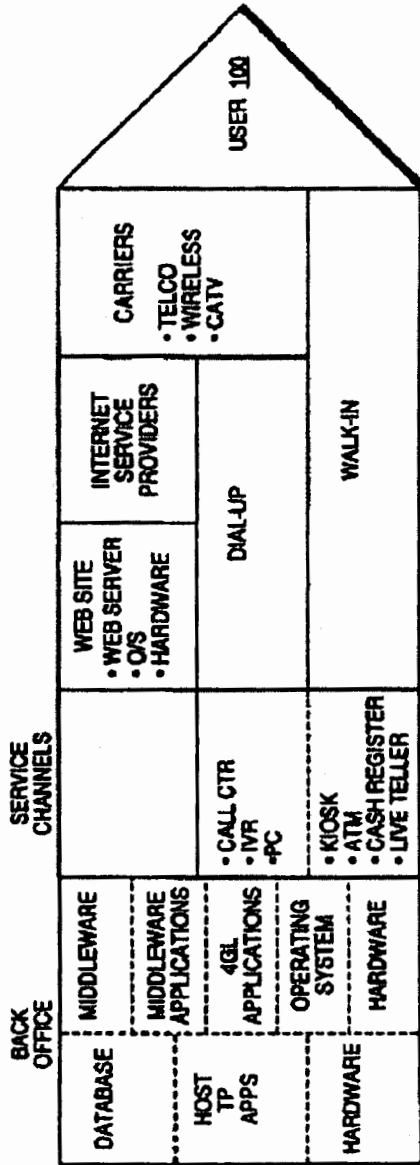 BACK
OFFICE
SERVICE
CHANNELS
DATABASE
HOST
TP
APPS
HARDWARE
MIDDLEWARE
MIDDLEWARE
APPLICATIONS
4GL
APPLICATIONS
OPERATING
SYSTEM
HARDWARE
• CALL CTR
• IVR
• PC
• KIOSK
• ATM
• CASH REGISTER
• LIVE TELLER
WEB SITE
• WEB SERVER
• O/S
• HARDWARE
INTERNET
SERVICE
PROVIDERS
DIAL-UP
CARRIERS
• TELCO
• WIRELESS
• CATV
WALK-IN
USER 100